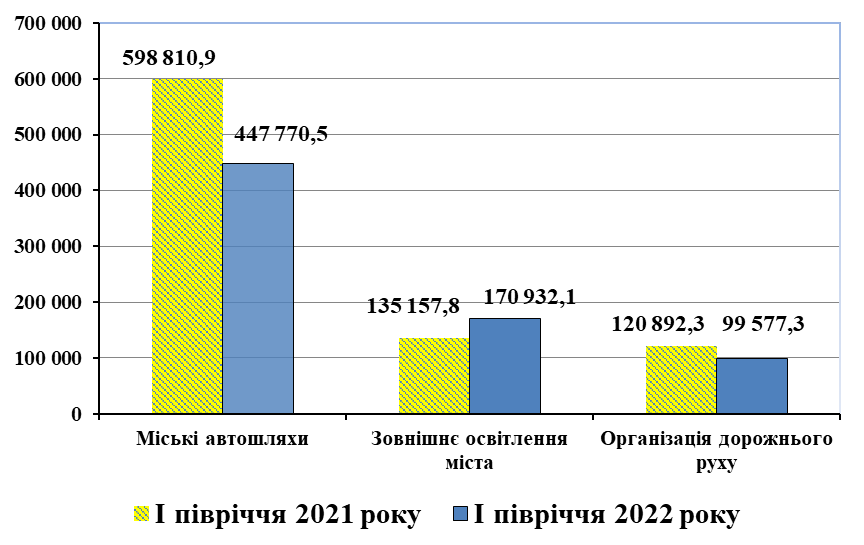 700 000
600 000
500 000
400 000
300 000
200 000
100 000
0
598 810,9
447 770,5
135 157,8
170 932,1
120 892,3
99 577,3
Міські автошляхи
Зовнішнє освітлення
міста
Організація дорожнього
руху
І півріччя 2021 року
І півріччя 2022 року